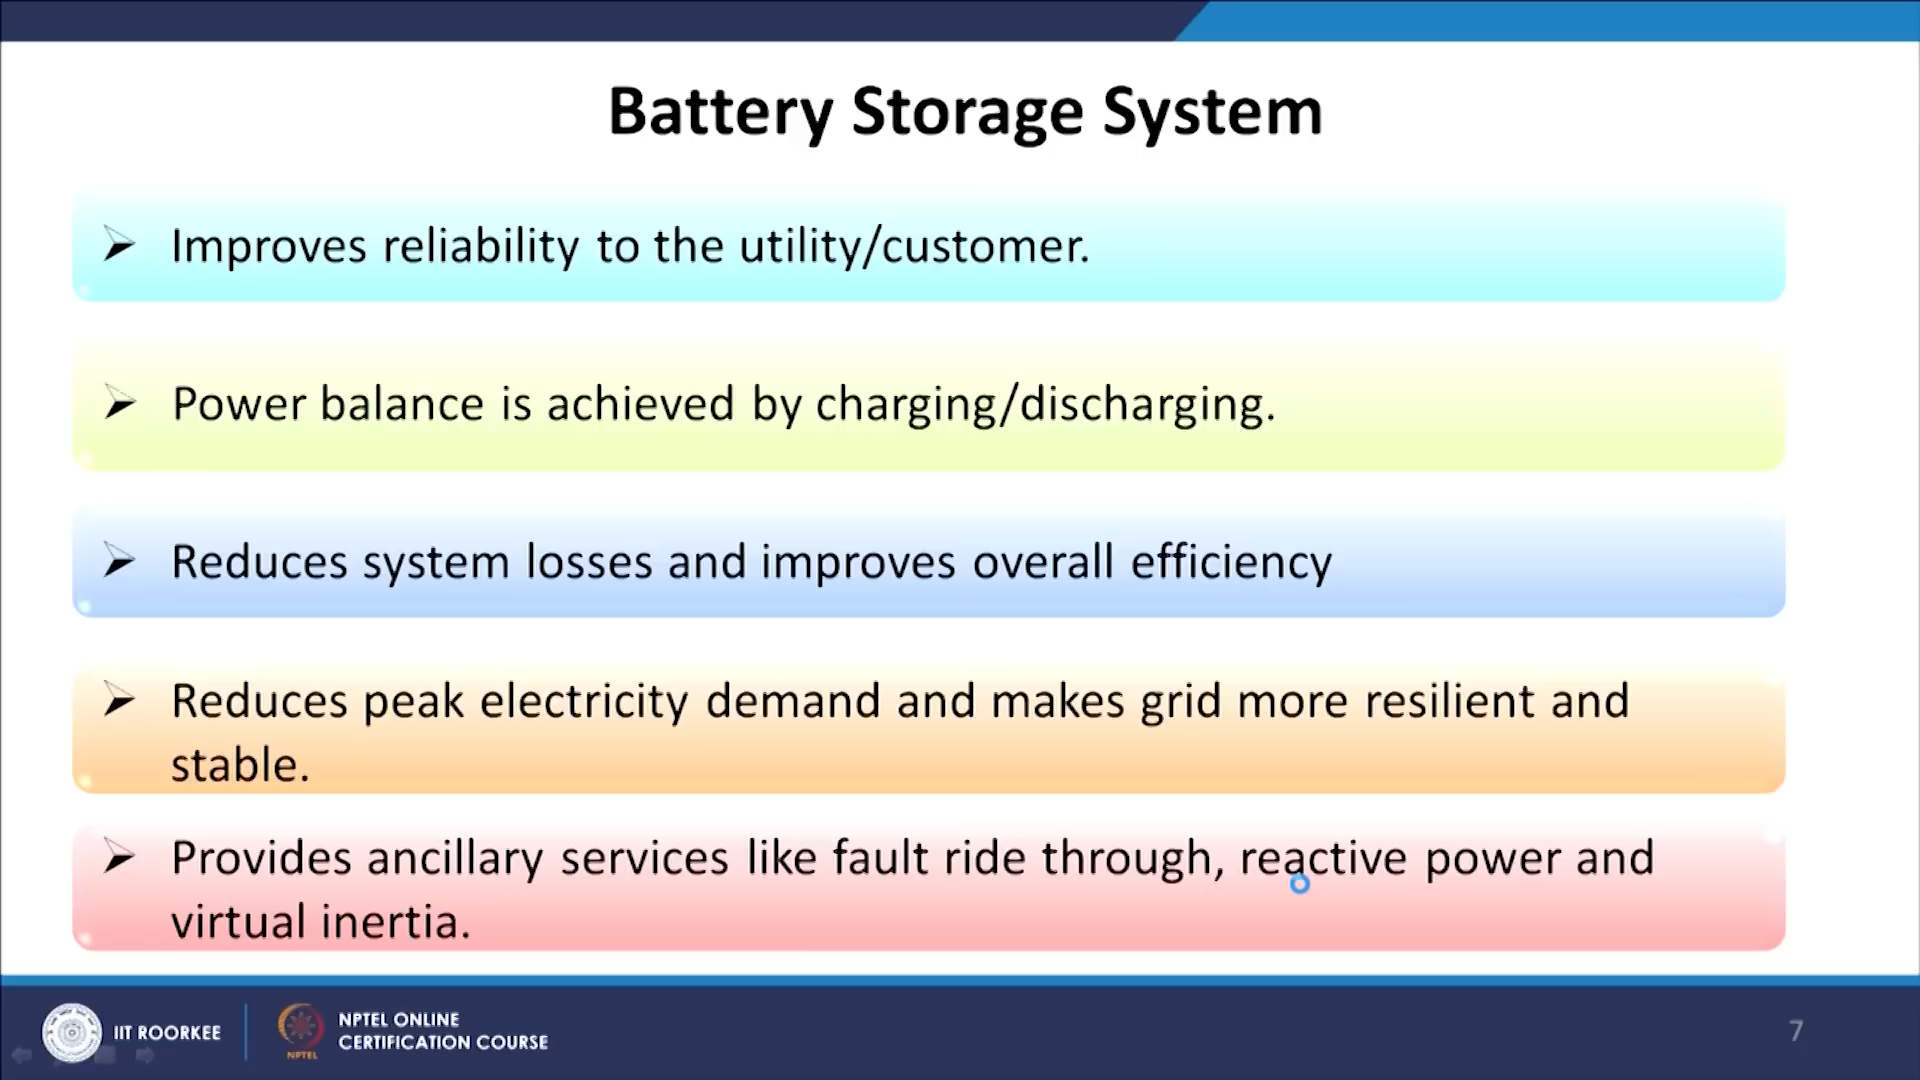 Battery Storage System
Improves reliability to the utility/customer.
Power balance is achieved by charging/discharging.
Reduces system losses and improves overall efficiency
Reduces peak electricity demand and makes grid more resilient and
stable.
Provides ancillary services like fault ride through, reactive power and
virtual inertia.
IIT ROORKEE
NPTEL
NPTEL ONLINE
CERTIFICATION COURSE
7